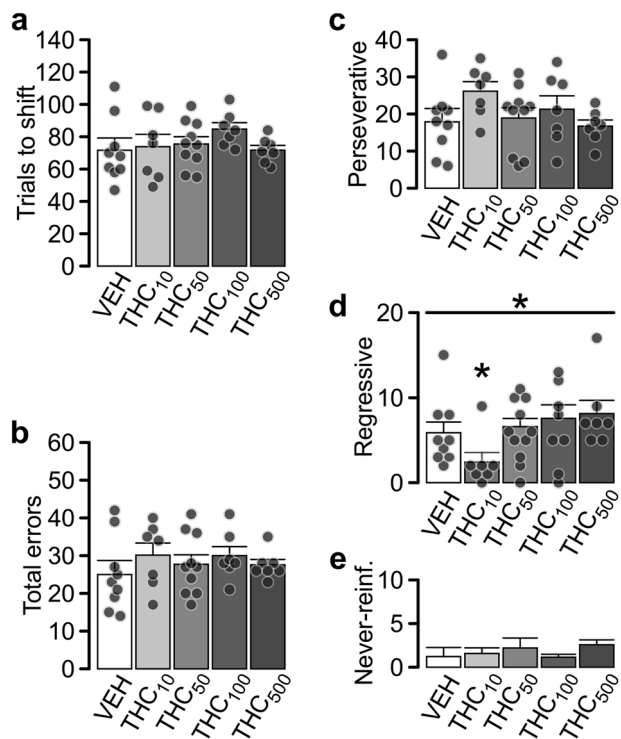 a
Trials to shift
140
120
100
80
60
40
20
0
VEH
THC10
THC50
THC100
THC500
b
Total errors
60
50
40
30
20
10
0
VEH
THC10
THC50
THC100
THC500
c
Perseverative
40
30
20
10
0
VEH
THC10
THC50
THC100
THC500
d
Regressive
20
10
0
*
*
VEH
THC10
THC50
THC100
THC500
e
Never-reinf.
10
5
0
VEH
THC10
THC50
THC100
THC500